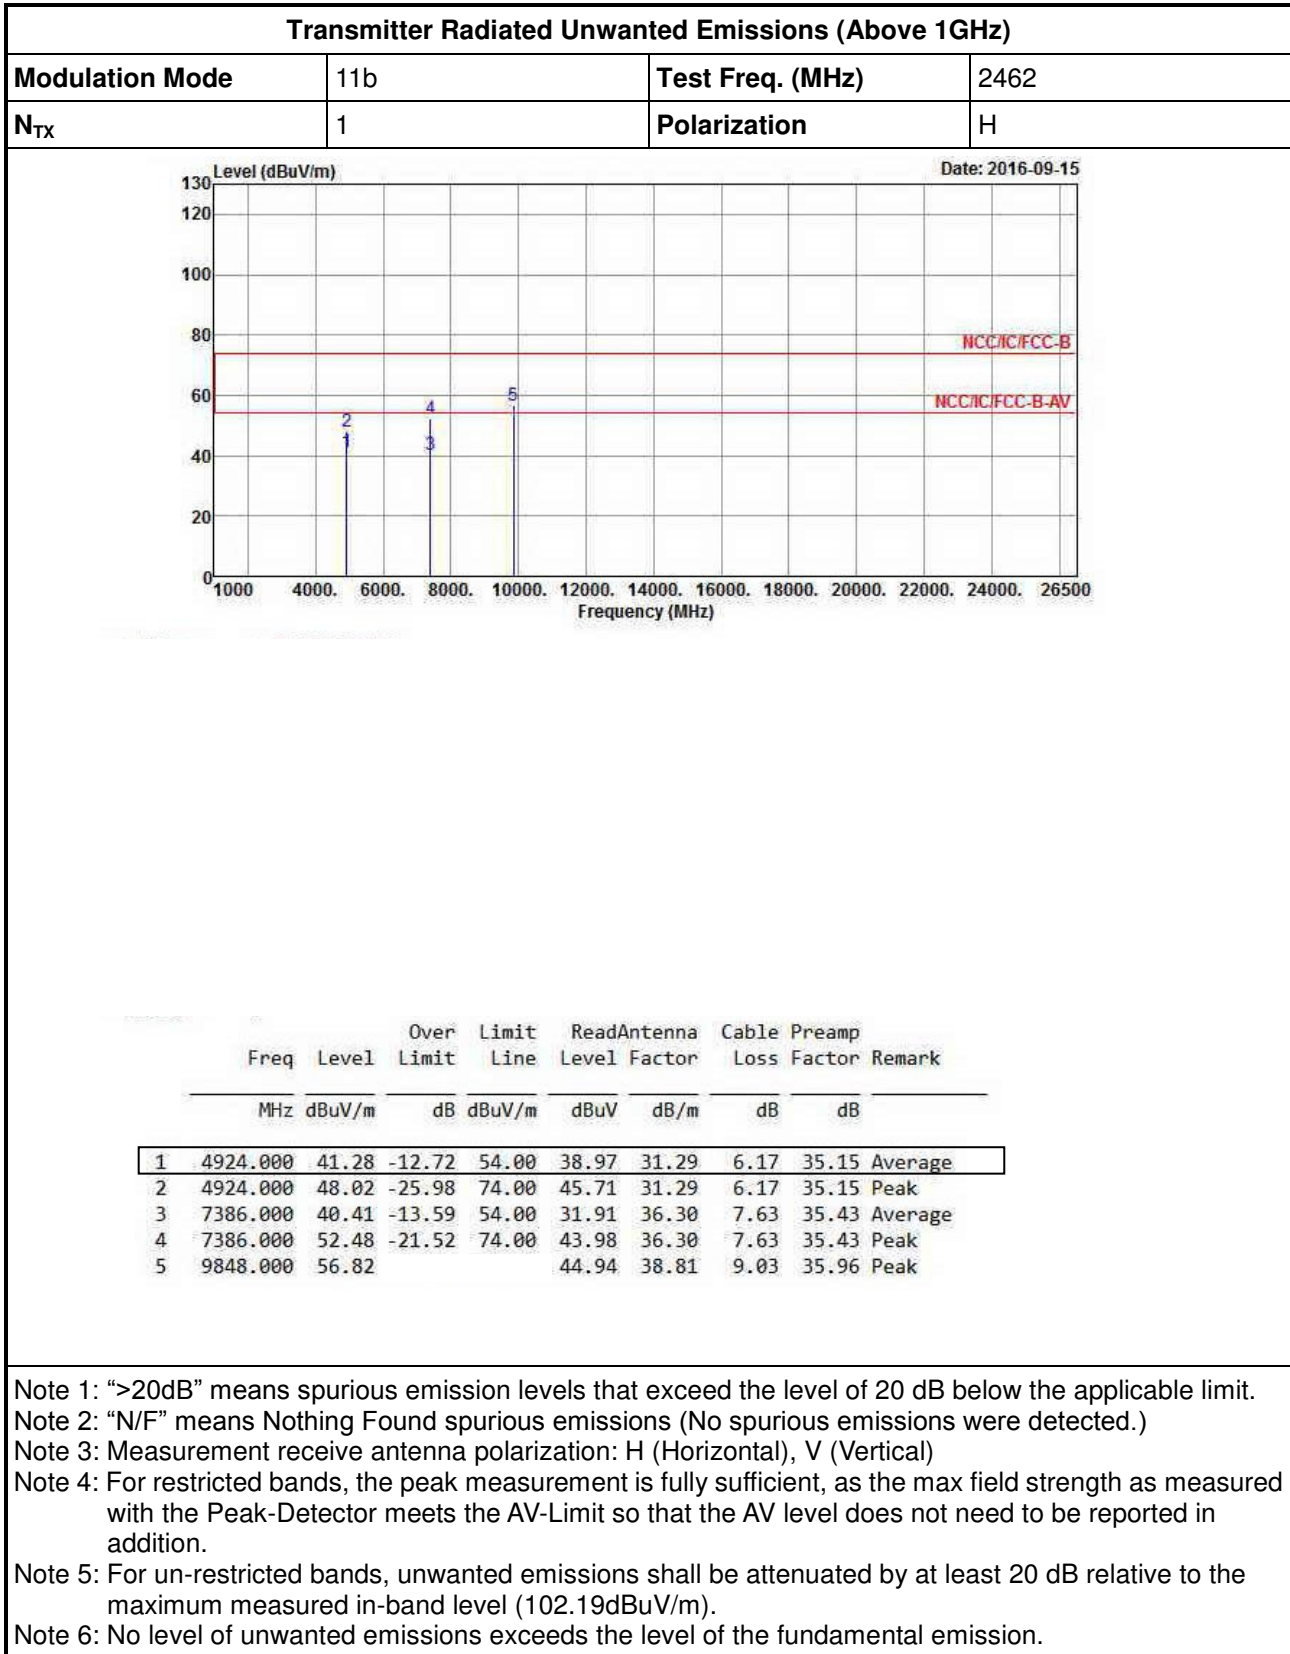 Transmitter Radiated Unwanted Emissions (Above 1GHz)
Modulation Mode 11b Test Freq. (MHz) 2462
NTX 1 Polarization H
Level (dBuV/m) Date: 2016-09-15
130
120
100
80
60
40
20
0
NCC/IC/FCC-B
NCC/IC/FCC-B-AV
5
4
2
1 3
1000 4000. 6000. 8000. 10000. 12000. 14000. 16000. 18000. 20000. 22000. 24000. 26500
Frequency (MHz)
Over Limit ReadAntenna Cable Preamp
Freq Level Limit Line Level Factor Loss Factor Remark
MHz dBuV/m dB dBuV/m dBuV dB/m dB dB
1 4924.000 41.28 -12.72 54.00 38.97 31.29 6.17 35.15 Average
2 4924.000 48.02 -25.98 74.00 45.71 31.29 6.17 35.15 Peak
3 7386.000 40.41 -13.59 54.00 31.91 36.30 7.63 35.43 Average
4 7386.000 52.48 -21.52 74.00 43.98 36.30 7.63 35.43 Peak
5 9848.000 56.82 44.94 38.81 9.03 35.96 Peak
Note 1: “>20dB” means spurious emission levels that exceed the level of 20 dB below the applicable limit.
Note 2: “N/F” means Nothing Found spurious emissions (No spurious emissions were detected.)
Note 3: Measurement receive antenna polarization: H (Horizontal), V (Vertical)
Note 4: For restricted bands, the peak measurement is fully sufficient, as the max field strength as measured
with the Peak-Detector meets the AV-Limit so that the AV level does not need to be reported in
addition.
Note 5: For un-restricted bands, unwanted emissions shall be attenuated by at least 20 dB relative to the
maximum measured in-band level (102.19dBuV/m).
Note 6: No level of unwanted emissions exceeds the level of the fundamental emission.